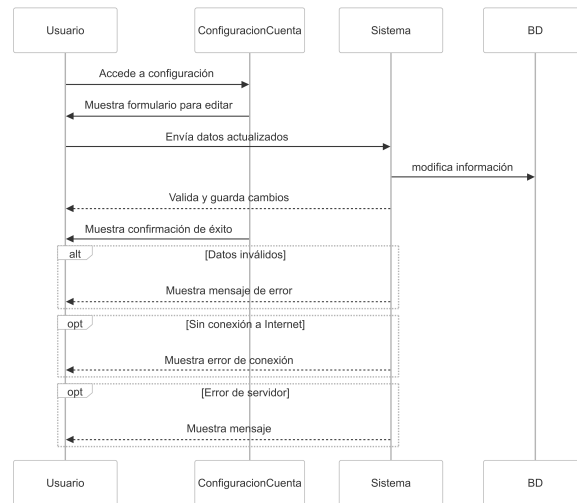 Usuario
ConfiguracionCuenta
Sistema
BD
Accede a configuración
Muestra formulario para editar
Envía datos actualizados
modifica información
Valida y guarda cambios
Muestra confirmación de éxito
alt
[Datos inválidos]
Muestra mensaje de error
opt
[Sin conexión a Internet]
Muestra error de conexión
opt
[Error de servidor]
Muestra mensaje
Usuario
ConfiguracionCuenta
Sistema
BD